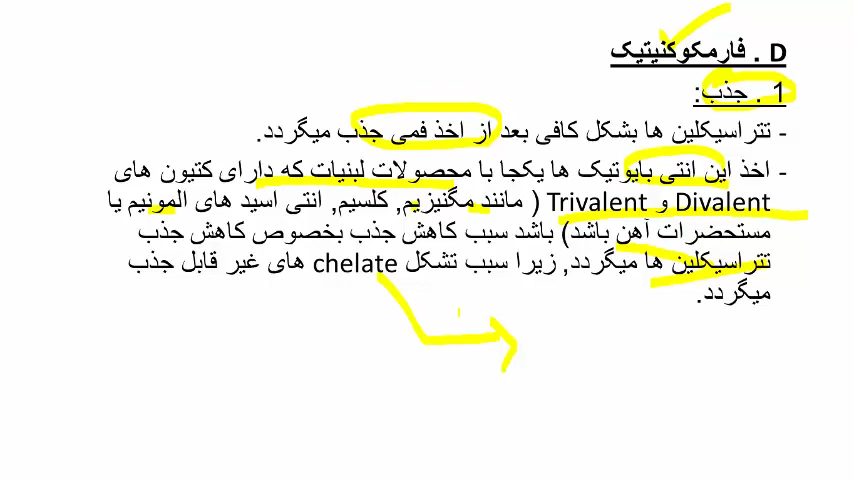 D . فارمکوکنیتیک
1 . جذب:
- تتراسیکلین ها بشکل کافی بعد از اخذ فمی جذب میگردد.
- اخذ این انتی بایوتیک ها یکجا با محصولات لبنیات که دارای کتیون های
Divalent و Trivalent ( مانند مگنیزیم, کلسیم, انتی اسید های المونیم یا
مستحضرات آهن باشد) باشد سبب کاهش جذب بخصوص کاهش جذب
تتراسیکلین ها میگردد, زیرا سبب تشکل chelate های غیر قابل جذب
میگردد.